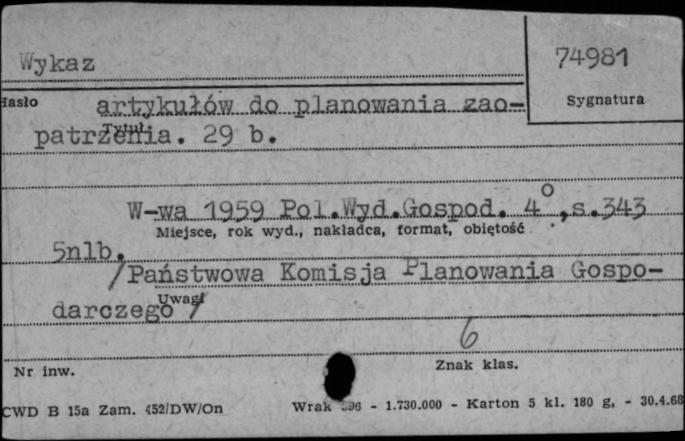 Wykaz
74981
Hasło
artykułów do planowania zao-
Sygnatura
Tytuł
patrzenia. 29 b.
W-wa 1959 Pol.Wyd.Gospod. 4°,s.343
Miejsce, rok wyd., nakładca, format, objętość
5nlb.
/Państwowa Komisja Planowania Gospo-
Uwagi
darczego/
6
Nr inw.
Znak klas.
CWD B 15a Zam. 452/DW/On
Wrak - 1.730.000 - Karton 5 kl. 180 g. - 30.4.68